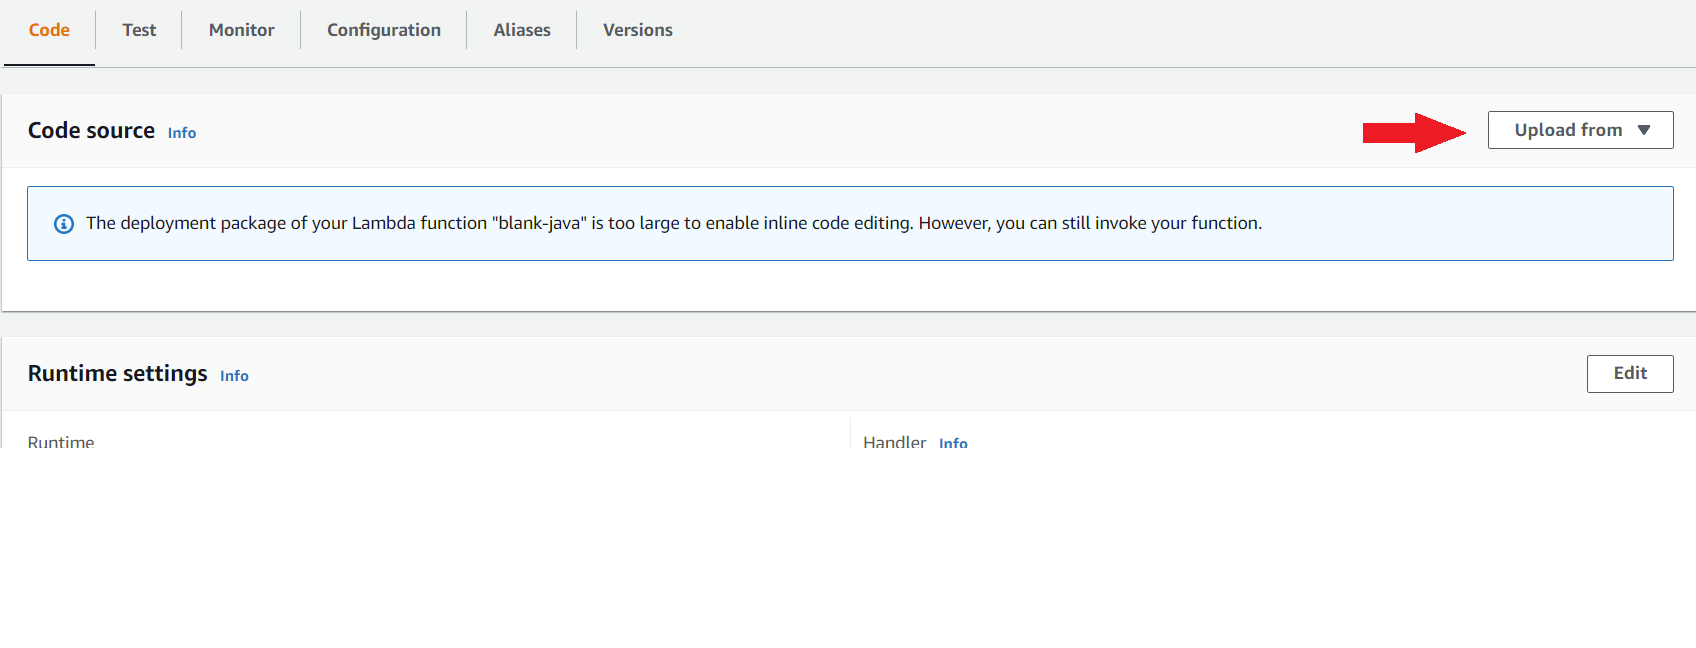 Code Test Monitor Configuration Aliases Versions
Code source Info
Upload from
The deployment package of your Lambda function "blank-java" is too large to enable inline code editing. However, you can still invoke your function.
Runtime settings Info
Edit
Runtime
Handler Info